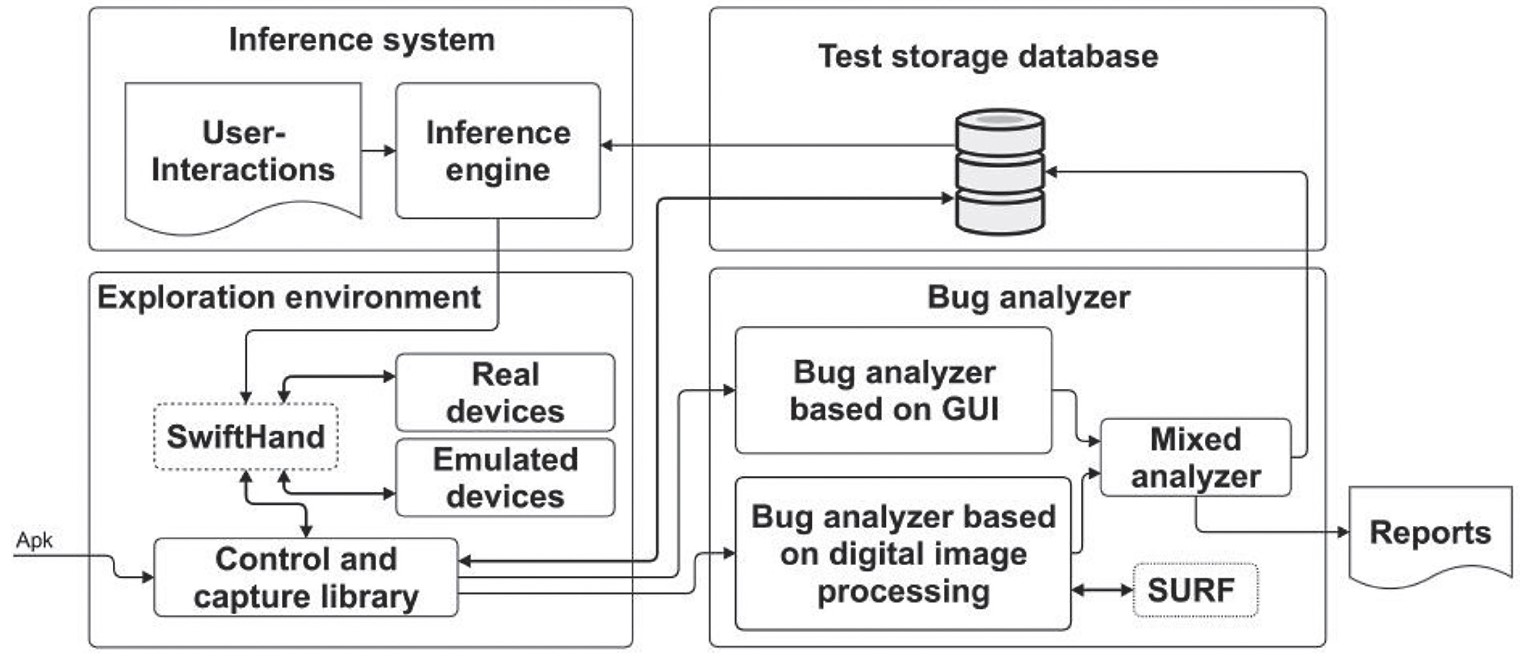 Inference system
User-
Interactions
Inference
engine
Test storage database
Exploration environment
Real
devices
SwiftHand
Emulated
devices
Apk
Control and
capture library
Bug analyzer
Bug analyzer
based on GUI
Mixed
analyzer
Bug analyzer based
on digital image
processing
SURF
Reports